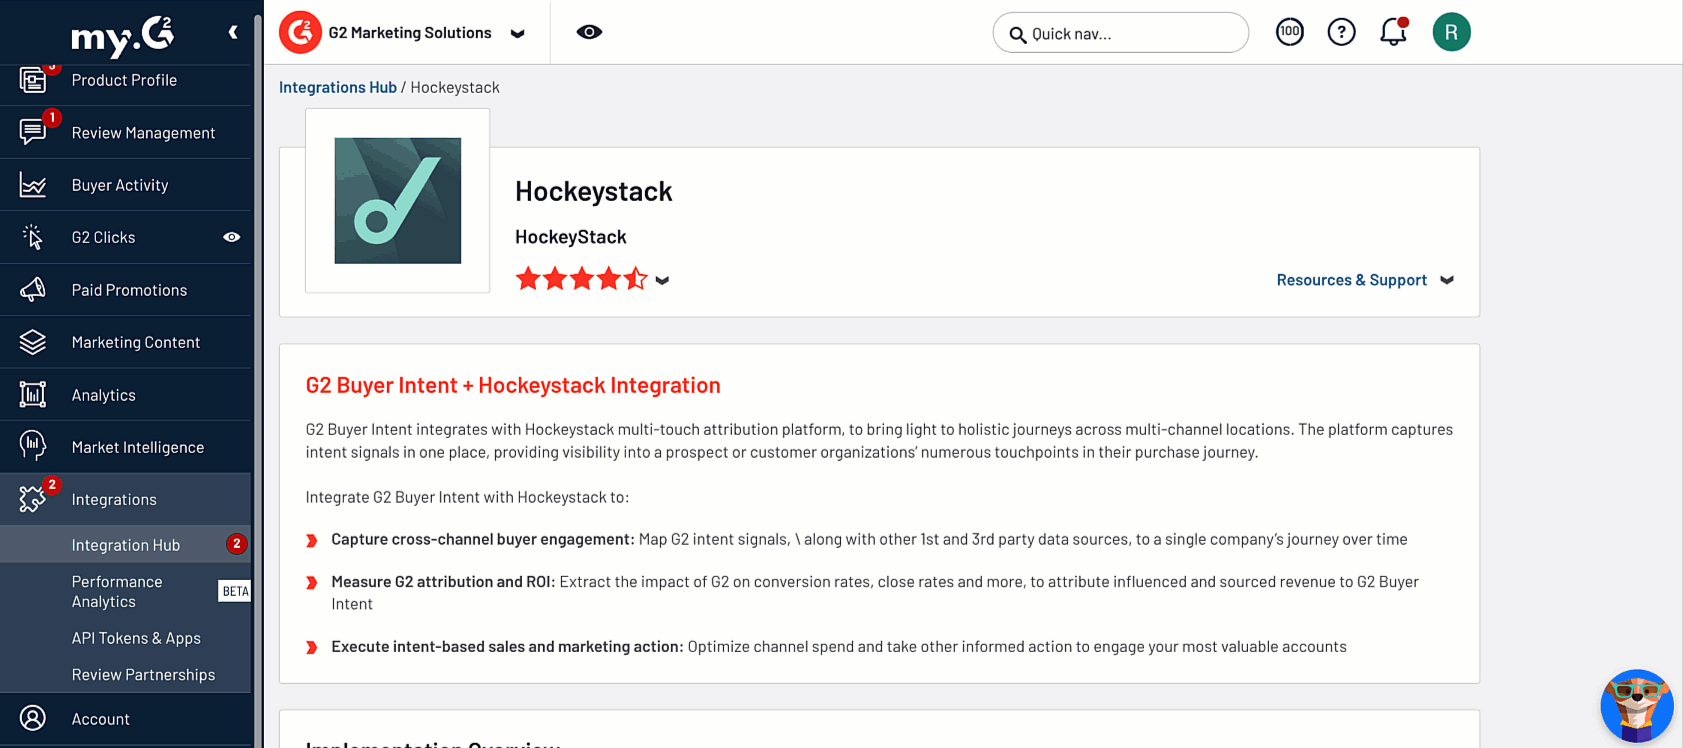 my.G2
G2 Marketing Solutions
Quick nav...
100
?
R
Product Profile
1
Review Management
Buyer Activity
G2 Clicks
Paid Promotions
Marketing Content
Analytics
Market Intelligence
2
Integrations
Integration Hub
2
Performance
Analytics
BETA
API Tokens & Apps
Review Partnerships
Account
Integrations Hub / Hockeystack
Hockeystack
HockeyStack
Resources & Support
G2 Buyer Intent + Hockeystack Integration
G2 Buyer Intent integrates with Hockeystack multi-touch attribution platform, to bring light to holistic journeys across multi-channel locations. The platform captures
intent signals in one place, providing visibility into a prospect or customer organizations’ numerous touchpoints in their purchase journey.
Integrate G2 Buyer Intent with Hockeystack to:
Capture cross-channel buyer engagement: Map G2 intent signals, \ along with other 1st and 3rd party data sources, to a single company’s journey over time
Measure G2 attribution and ROI: Extract the impact of G2 on conversion rates, close rates and more, to attribute influenced and sourced revenue to G2 Buyer
Intent
Execute intent-based sales and marketing action: Optimize channel spend and take other informed action to engage your most valuable accounts
Implementation Overview